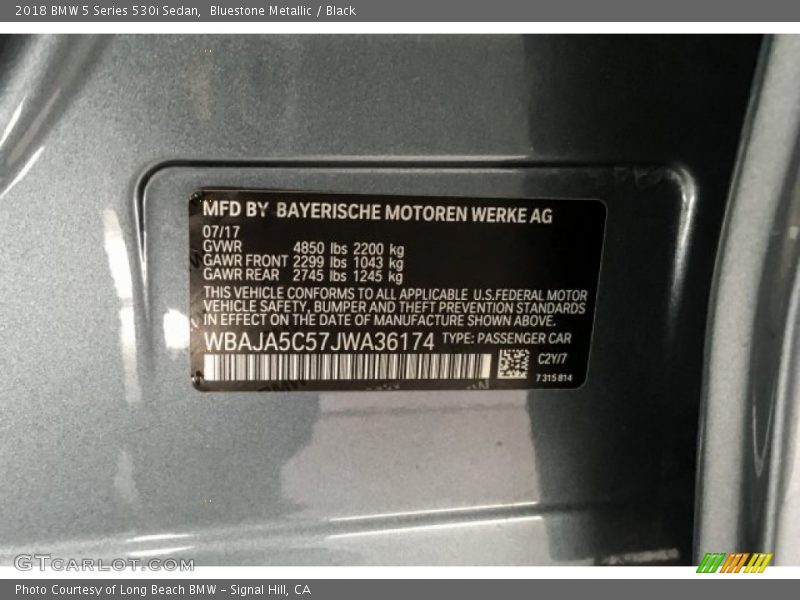 2018 BMW 5 Series 530i Sedan, Bluestone Metallic / Black
MFD BY BAYERISCHE MOTOREN WERKE AG
07/17
GVWR 4850 lbs 2200 kg
GAWR FRONT 2299 lbs 1043 kg
GAWR REAR 2745 lbs 1245 kg
THIS VEHICLE CONFORMS TO ALL APPLICABLE U.S.FEDERAL MOTOR
VEHICLE SAFETY, BUMPER AND THEFT PREVENTION STANDARDS
IN EFFECT ON THE DATE OF MANUFACTURE SHOWN ABOVE.
WBAJA5C57JWA36174 TYPE: PASSENGER CAR
C2Y/7
7315814
GTCARLOT.COM
Photo Courtesy of Long Beach BMW - Signal Hill, CA